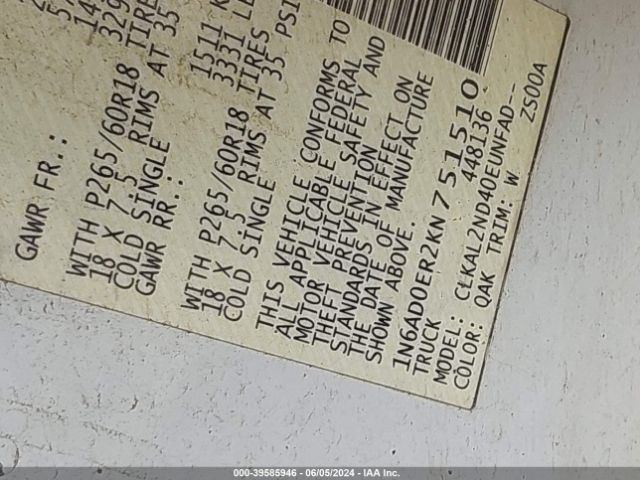 GAWR FR.:
WITH P265/60R18 TIRES
18 X 7.5 RIMS AT 35
COLD SINGLE
GAWR RR.:
1511 K
3331 L
WITH P265/60R18 TIRES
18 X 7.5 RIMS AT 35 PSI
COLD SINGLE
THIS VEHICLE CONFORMS TO
ALL APPLICABLE FEDERAL
MOTOR VEHICLE SAFETY AND
THEFT PREVENTION
STANDARDS IN EFFECT ON
THE DATE OF MANUFACTURE
SHOWN ABOVE.
1N6AD0ER2KN751510
TRUCK 448136
MODEL: CLKAL2ND40EUNFAD--
COLOR: QAK TRIM: W ZS00A
000-39585946 - 06/05/2024 - IAA Inc.